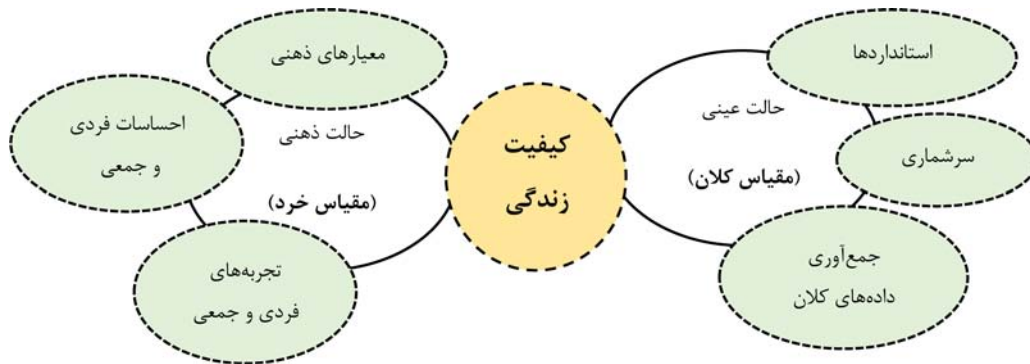 استانداردها
حالت عینی
سرشماری
(مقیاس کلان)
جمع‌آوری
داده‌های کلان
کیفیت
زندگی
معیارهای ذهنی
حالت ذهنی
احساسات فردی
و جمعی
(مقیاس خرد)
تجربه‌های
فردی و جمعی